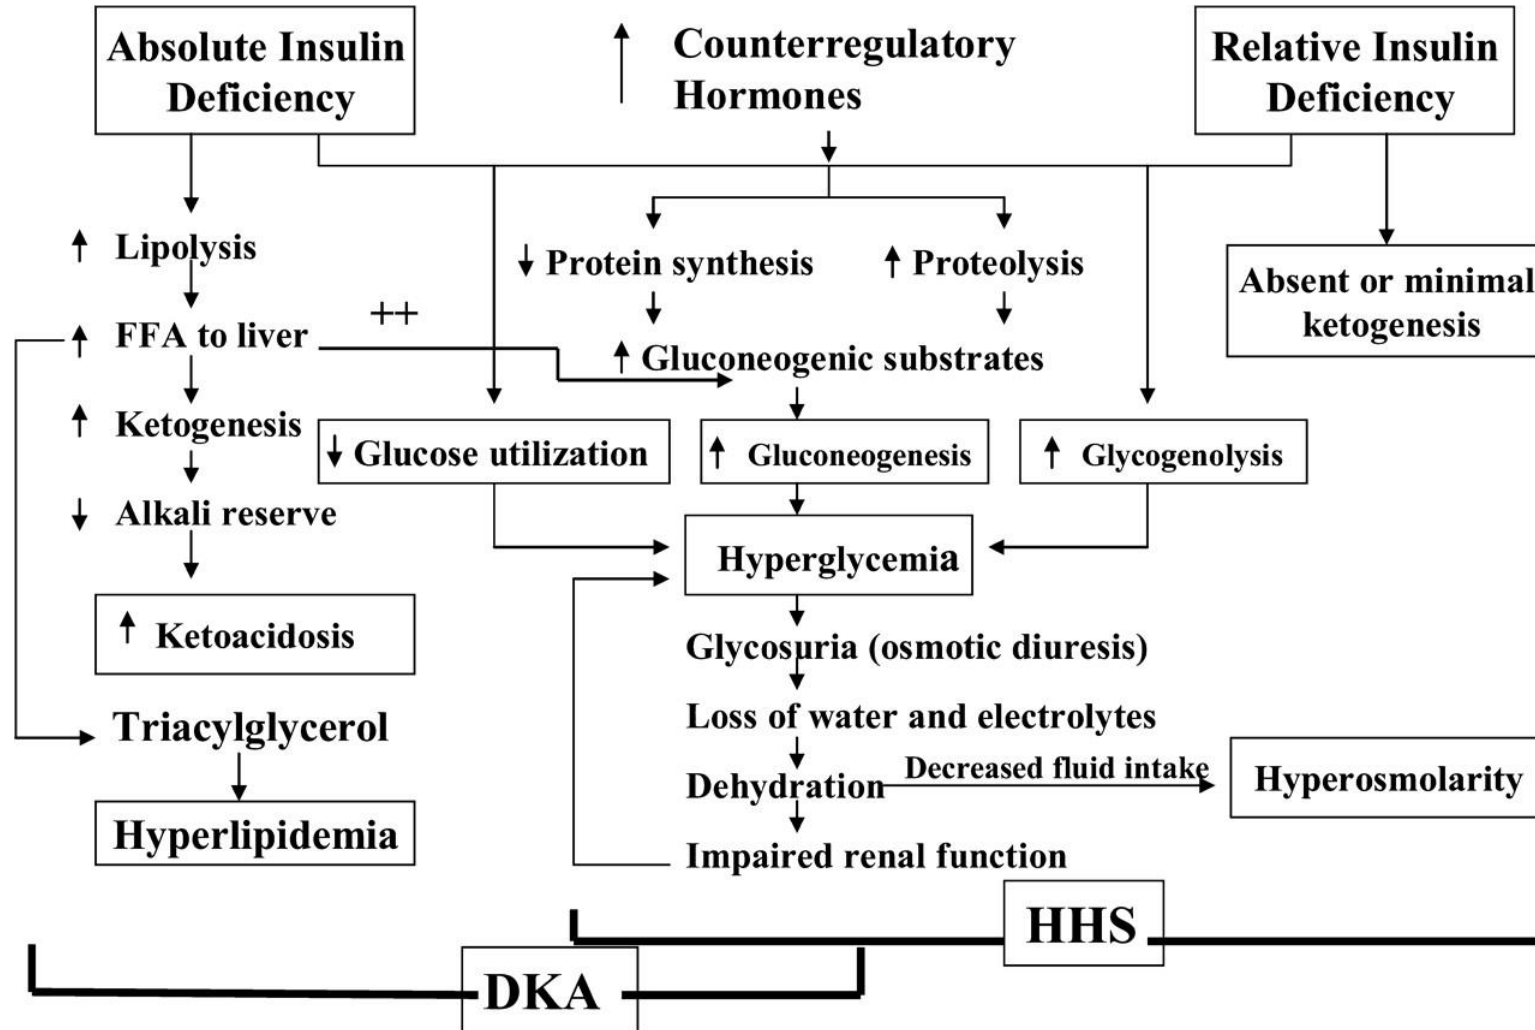 Absolute Insulin
Deficiency
↑ Counterregulatory
Hormones
Relative Insulin
Deficiency
↑ Lipolysis
↓ Protein synthesis
↑ Proteolysis
Absent or minimal
ketogenesis
↑ FFA to liver
++
↑ Gluconeogenic substrates
↑ Ketogenesis
↓ Glucose utilization
↑ Gluconeogenesis
↑ Glycogenolysis
↓ Alkali reserve
Hyperglycemia
↑ Ketoacidosis
Glycosuria (osmotic diuresis)
Triacylglycerol
Loss of water and electrolytes
Dehydration
Decreased fluid intake
Hyperosmolarity
Hyperlipidemia
Impaired renal function
HHS
DKA